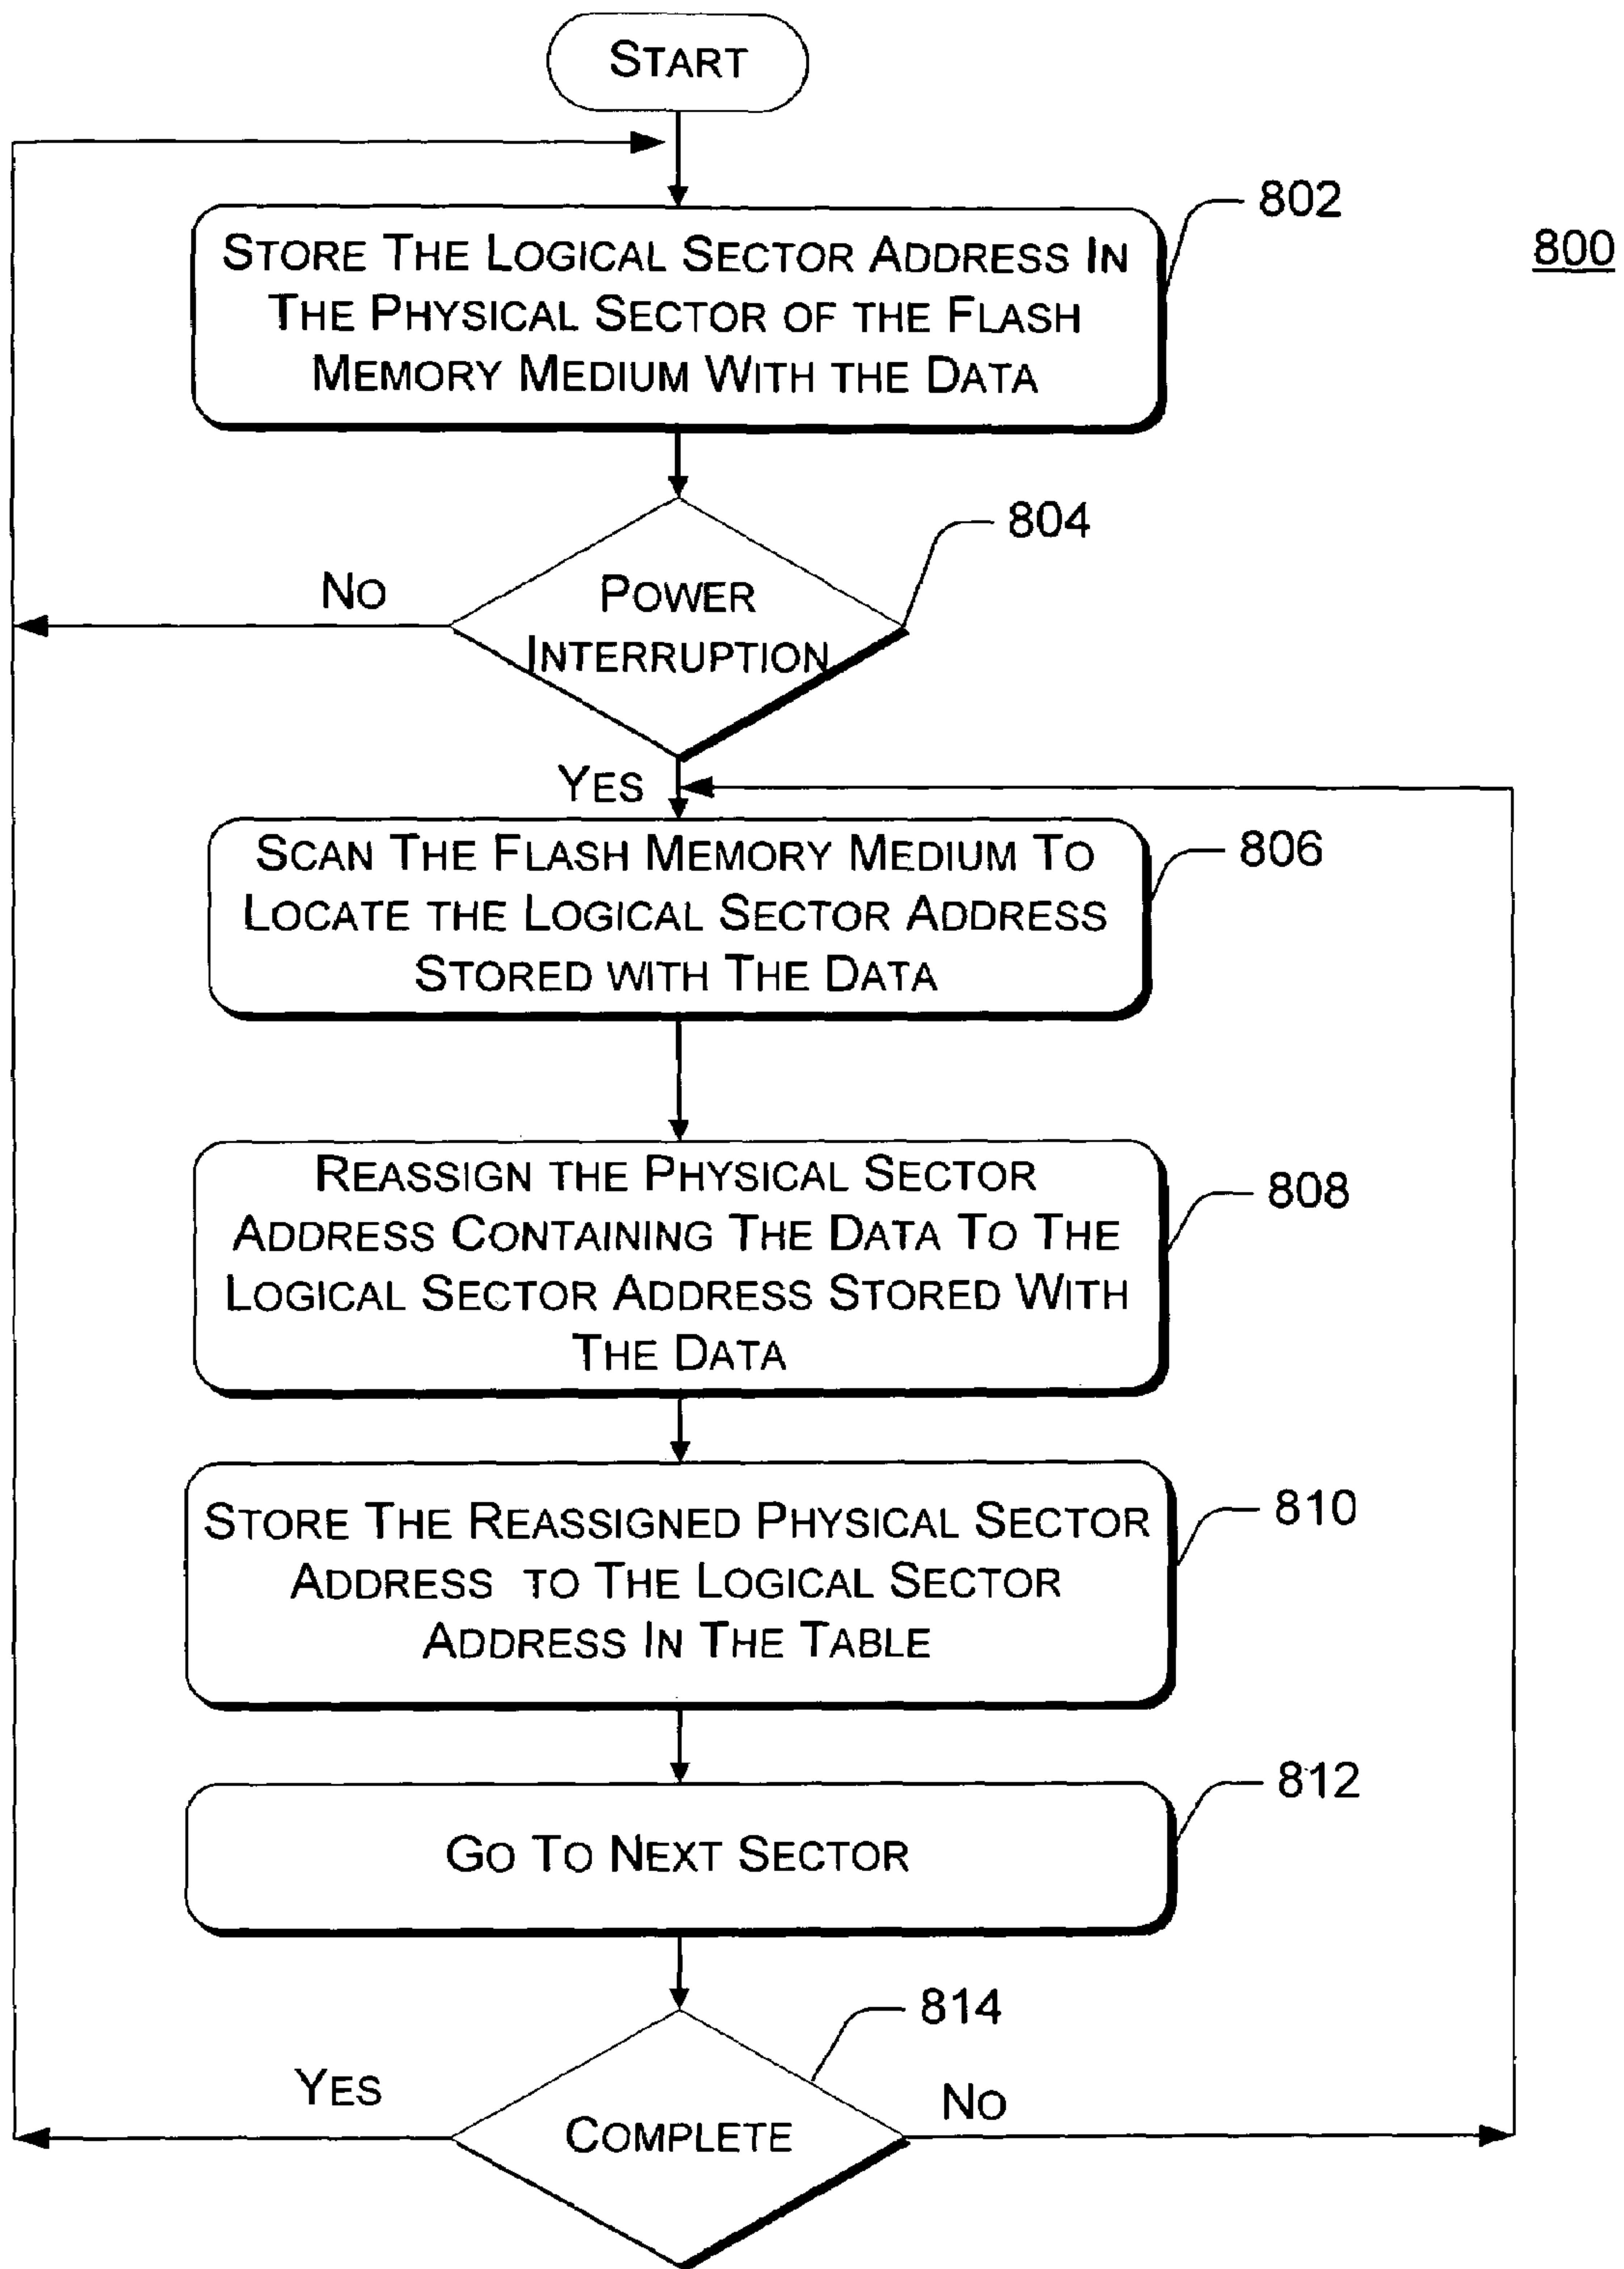 START
802
800
STORE THE LOGICAL SECTOR ADDRESS IN
THE PHYSICAL SECTOR OF THE FLASH
MEMORY MEDIUM WITH THE DATA
804
NO
POWER
INTERRUPTION
YES
SCAN THE FLASH MEMORY MEDIUM TO
LOCATE THE LOGICAL SECTOR ADDRESS
STORED WITH THE DATA
806
REASSIGN THE PHYSICAL SECTOR
ADDRESS CONTAINING THE DATA TO THE
LOGICAL SECTOR ADDRESS STORED WITH
THE DATA
808
STORE THE REASSIGNED PHYSICAL SECTOR
ADDRESS TO THE LOGICAL SECTOR
ADDRESS IN THE TABLE
810
812
GO TO NEXT SECTOR
814
YES
NO
COMPLETE